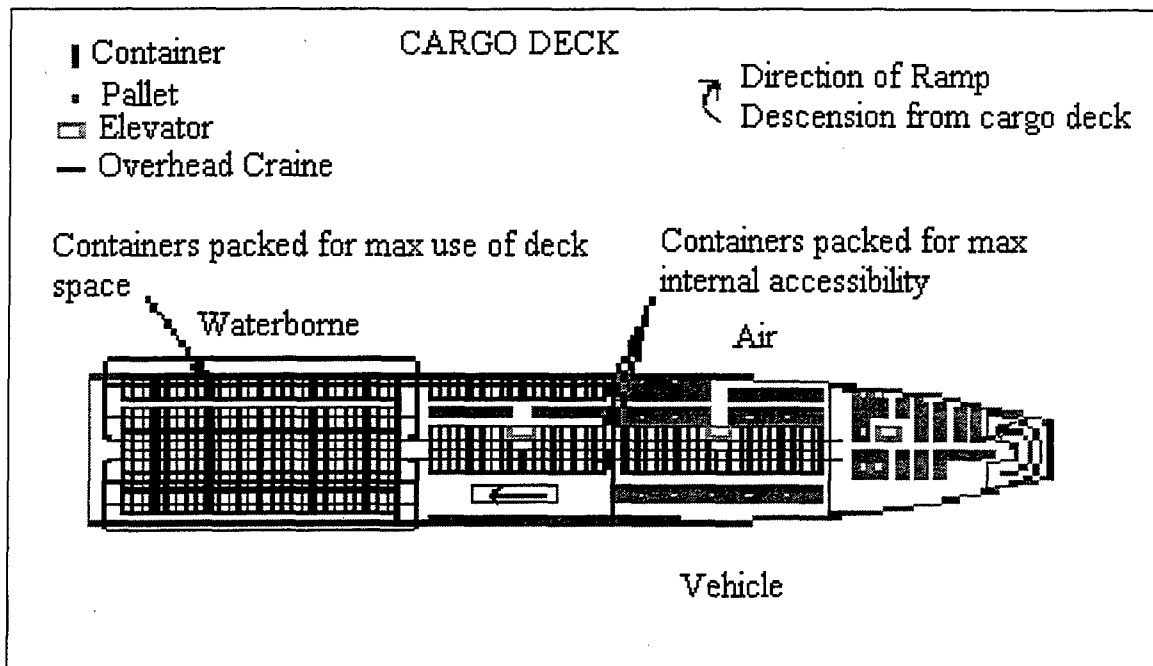 CARGO DECK
Container
Pallet
Elevator
Overhead Craine
Direction of Ramp
Descension from cargo deck
Containers packed for max use of deck
space
Containers packed for max
internal accessibility
Waterborne
Air
Vehicle